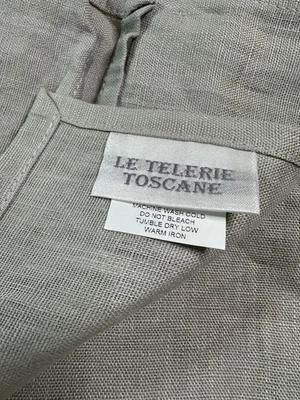 LE TELERIE
TOSCANE
MACHINE WASH COLD
DO NOT BLEACH
TUMBLE DRY LOW
WARM IRON